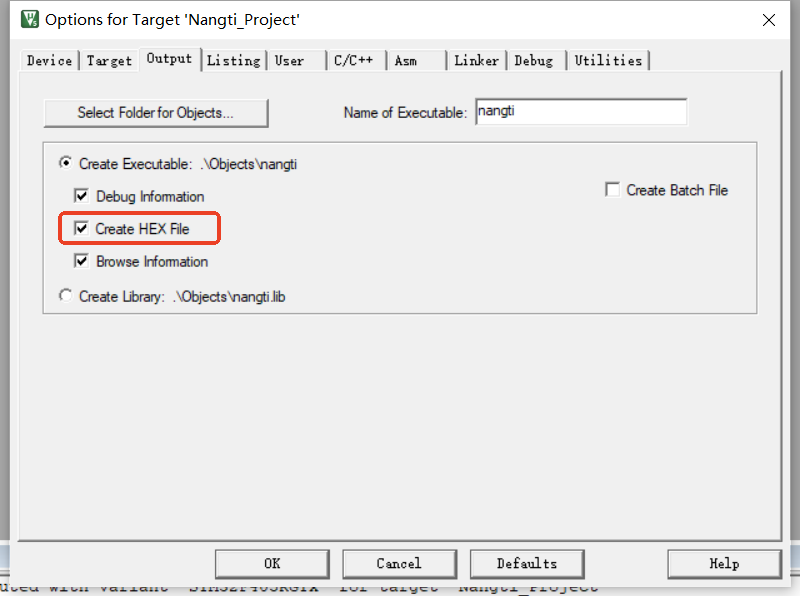 Options for Target 'Nangti_Project'
Device Target Output Listing User C/C++ Asm Linker Debug Utilities
Select Folder for Objects... Name of Executable: nangti
Create Executable: .\Objects\nangti
Debug Information Create Batch File
Create HEX File
Browse Information
Create Library: .\Objects\nangti.lib
OK Cancel Defaults Help
with variant for target 'Nangti_Project'